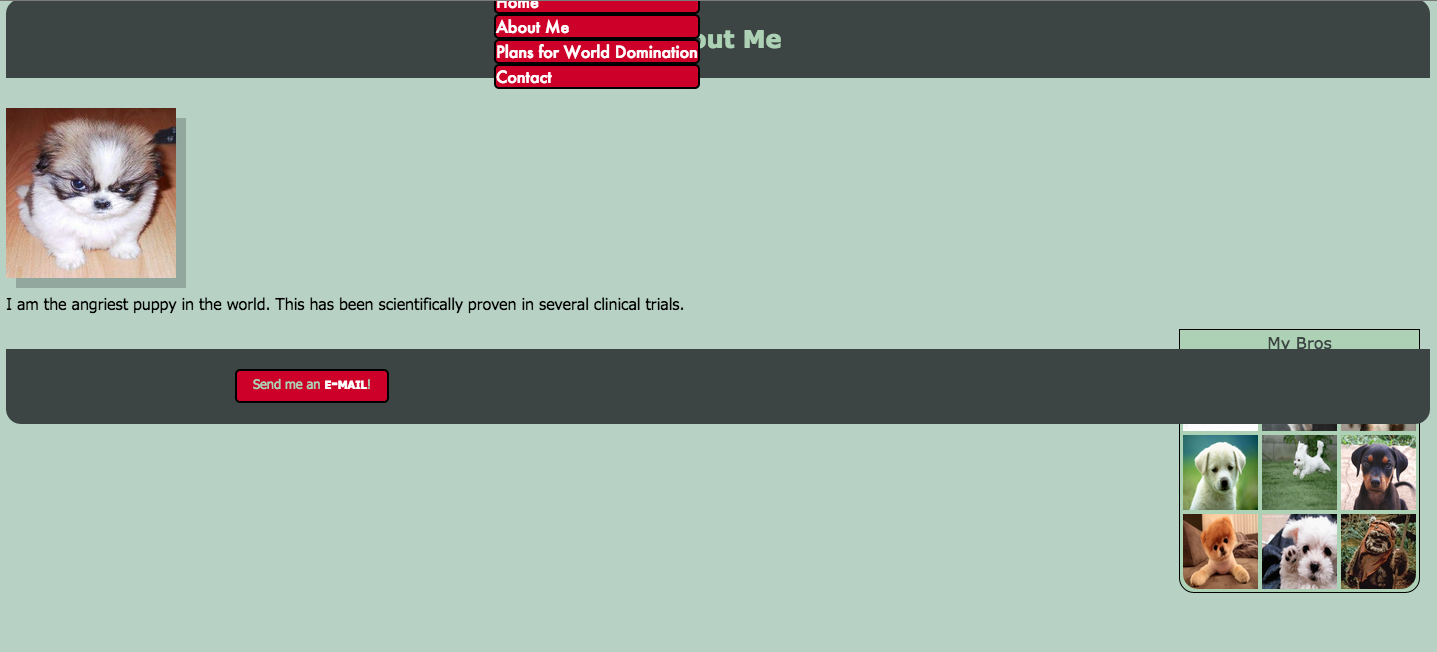 Home
About Me
out Me
Plans for World Domination
Contact
I am the angriest puppy in the world. This has been scientifically proven in several clinical trials.
My Bros
Send me an E-MAIL!